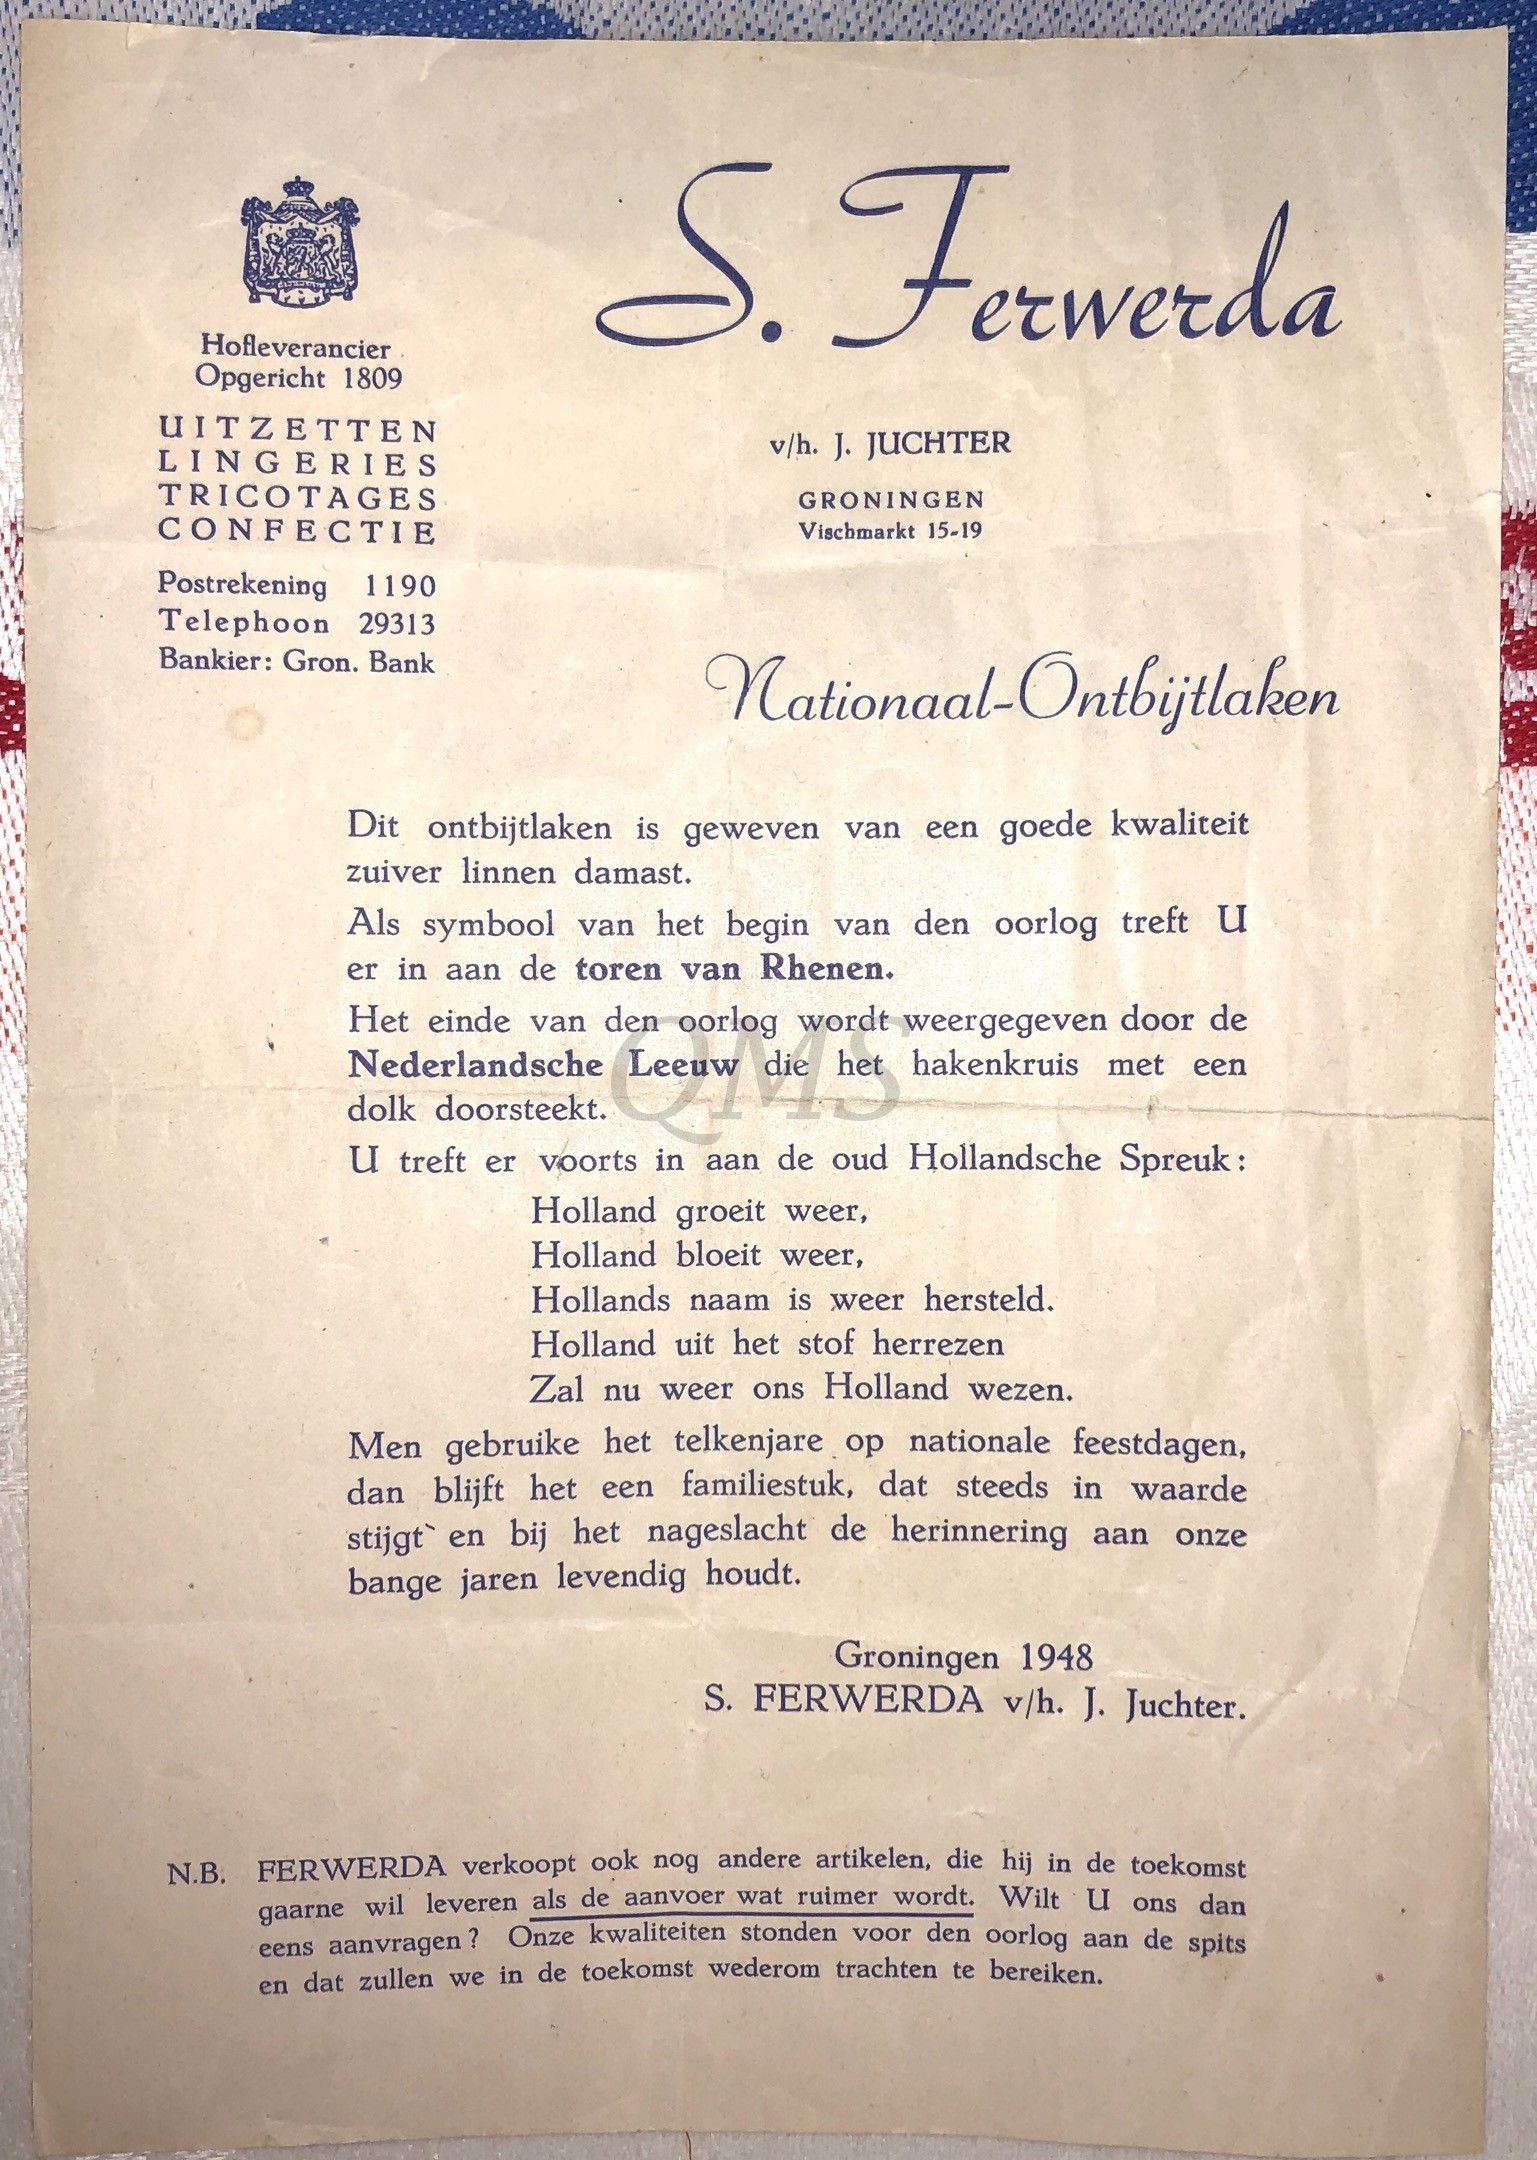 S. Ferwerda
Hofleverancier
Opgericht 1809
UITZETTEN
LINGERIES
TRICOTAGES
CONFECTIE
Postrekening 1190
Telephoon 29313
Bankier: Gron. Bank
v/h. J. JUCHTER
GRONINGEN
Vischmarkt 15-19
Nationaal-Ontbijtlaken
Dit ontbijtlaken is geweven van een goede kwaliteit
zuiver linnen damast.
Als symbool van het begin van den oorlog treft U
er in aan de toren van Rhenen.
Het einde van den oorlog wordt weergegeven door de
Nederlandsche Leeuw die het hakenkruis met een
dolk doorsteekt.
QMS
U treft er voorts in aan de oud Hollandsche Spreuk:
Holland groeit weer,
Holland bloeit weer,
Hollands naam is weer hersteld.
Holland uit het stof herrezen
Zal nu weer ons Holland wezen.
Men gebruike het telkenjare op nationale feestdagen,
dan blijft het een familiestuk, dat steeds in waarde
stijgt en bij het nageslacht de herinnering aan onze
bange jaren levendig houdt.
Groningen 1948
S. FERWERDA v/h. J. Juchter.
N.B. FERWERDA verkoopt ook nog andere artikelen, die hij in de toekomst
gaarne wil leveren als de aanvoer wat ruimer wordt. Wilt U ons dan
eens aanvragen? Onze kwaliteiten stonden voor den oorlog aan de spits
en dat zullen we in de toekomst wederom trachten te bereiken.